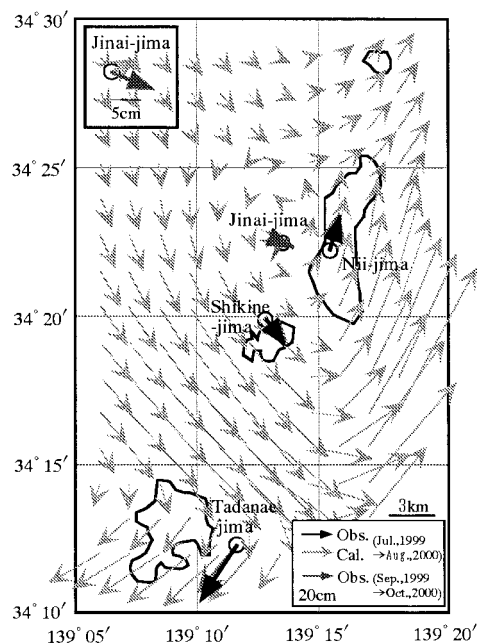 34° 30'
Jinai-jima
5cm
34° 25'
Jinai-jima
Nii-jima
Shikine
-jima
34° 20'
34° 15'
Tadanae
-jima
3km
Obs. (Jul.,1999
Cal. →Aug.,2000)
Obs. (Sep.,1999
20cm →Oct.,2000)
34° 10'
139° 05' 139° 10' 139° 15' 139° 20'